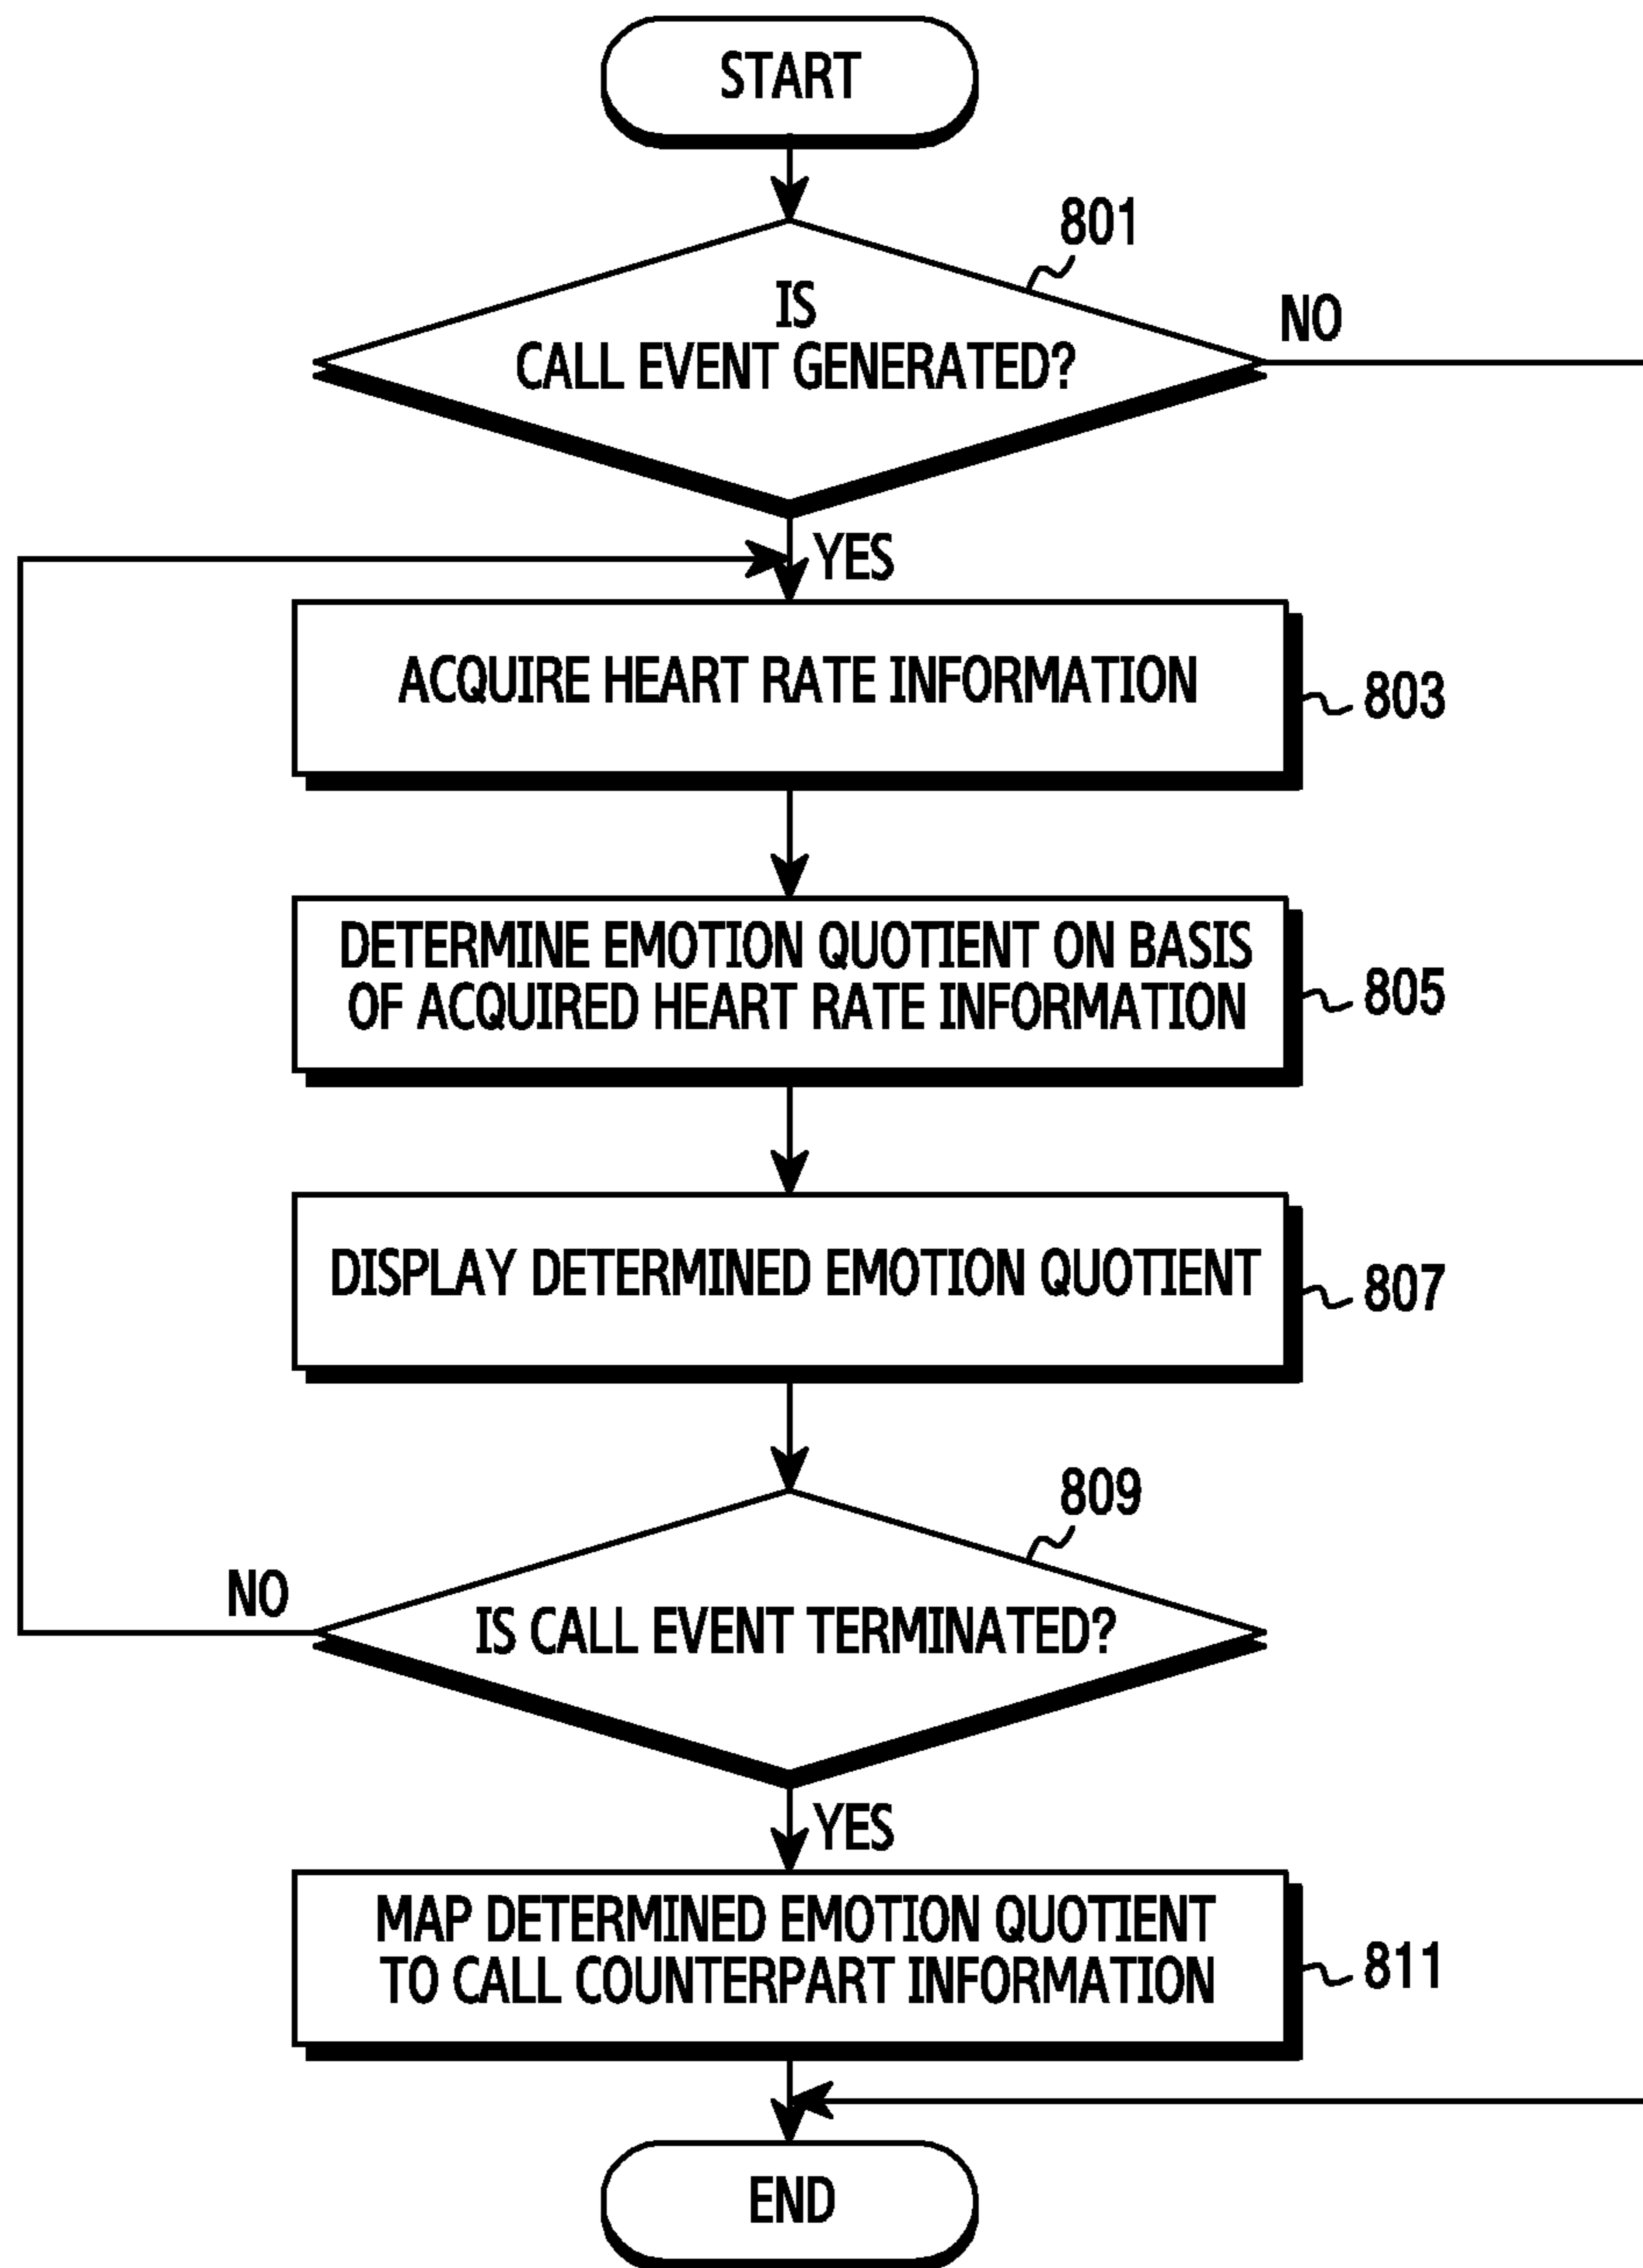 START
801
IS
CALL EVENT GENERATED?
NO
YES
ACQUIRE HEART RATE INFORMATION
803
DETERMINE EMOTION QUOTIENT ON BASIS
OF ACQUIRED HEART RATE INFORMATION
805
DISPLAY DETERMINED EMOTION QUOTIENT
807
809
NO
IS CALL EVENT TERMINATED?
YES
MAP DETERMINED EMOTION QUOTIENT
TO CALL COUNTERPART INFORMATION
811
END